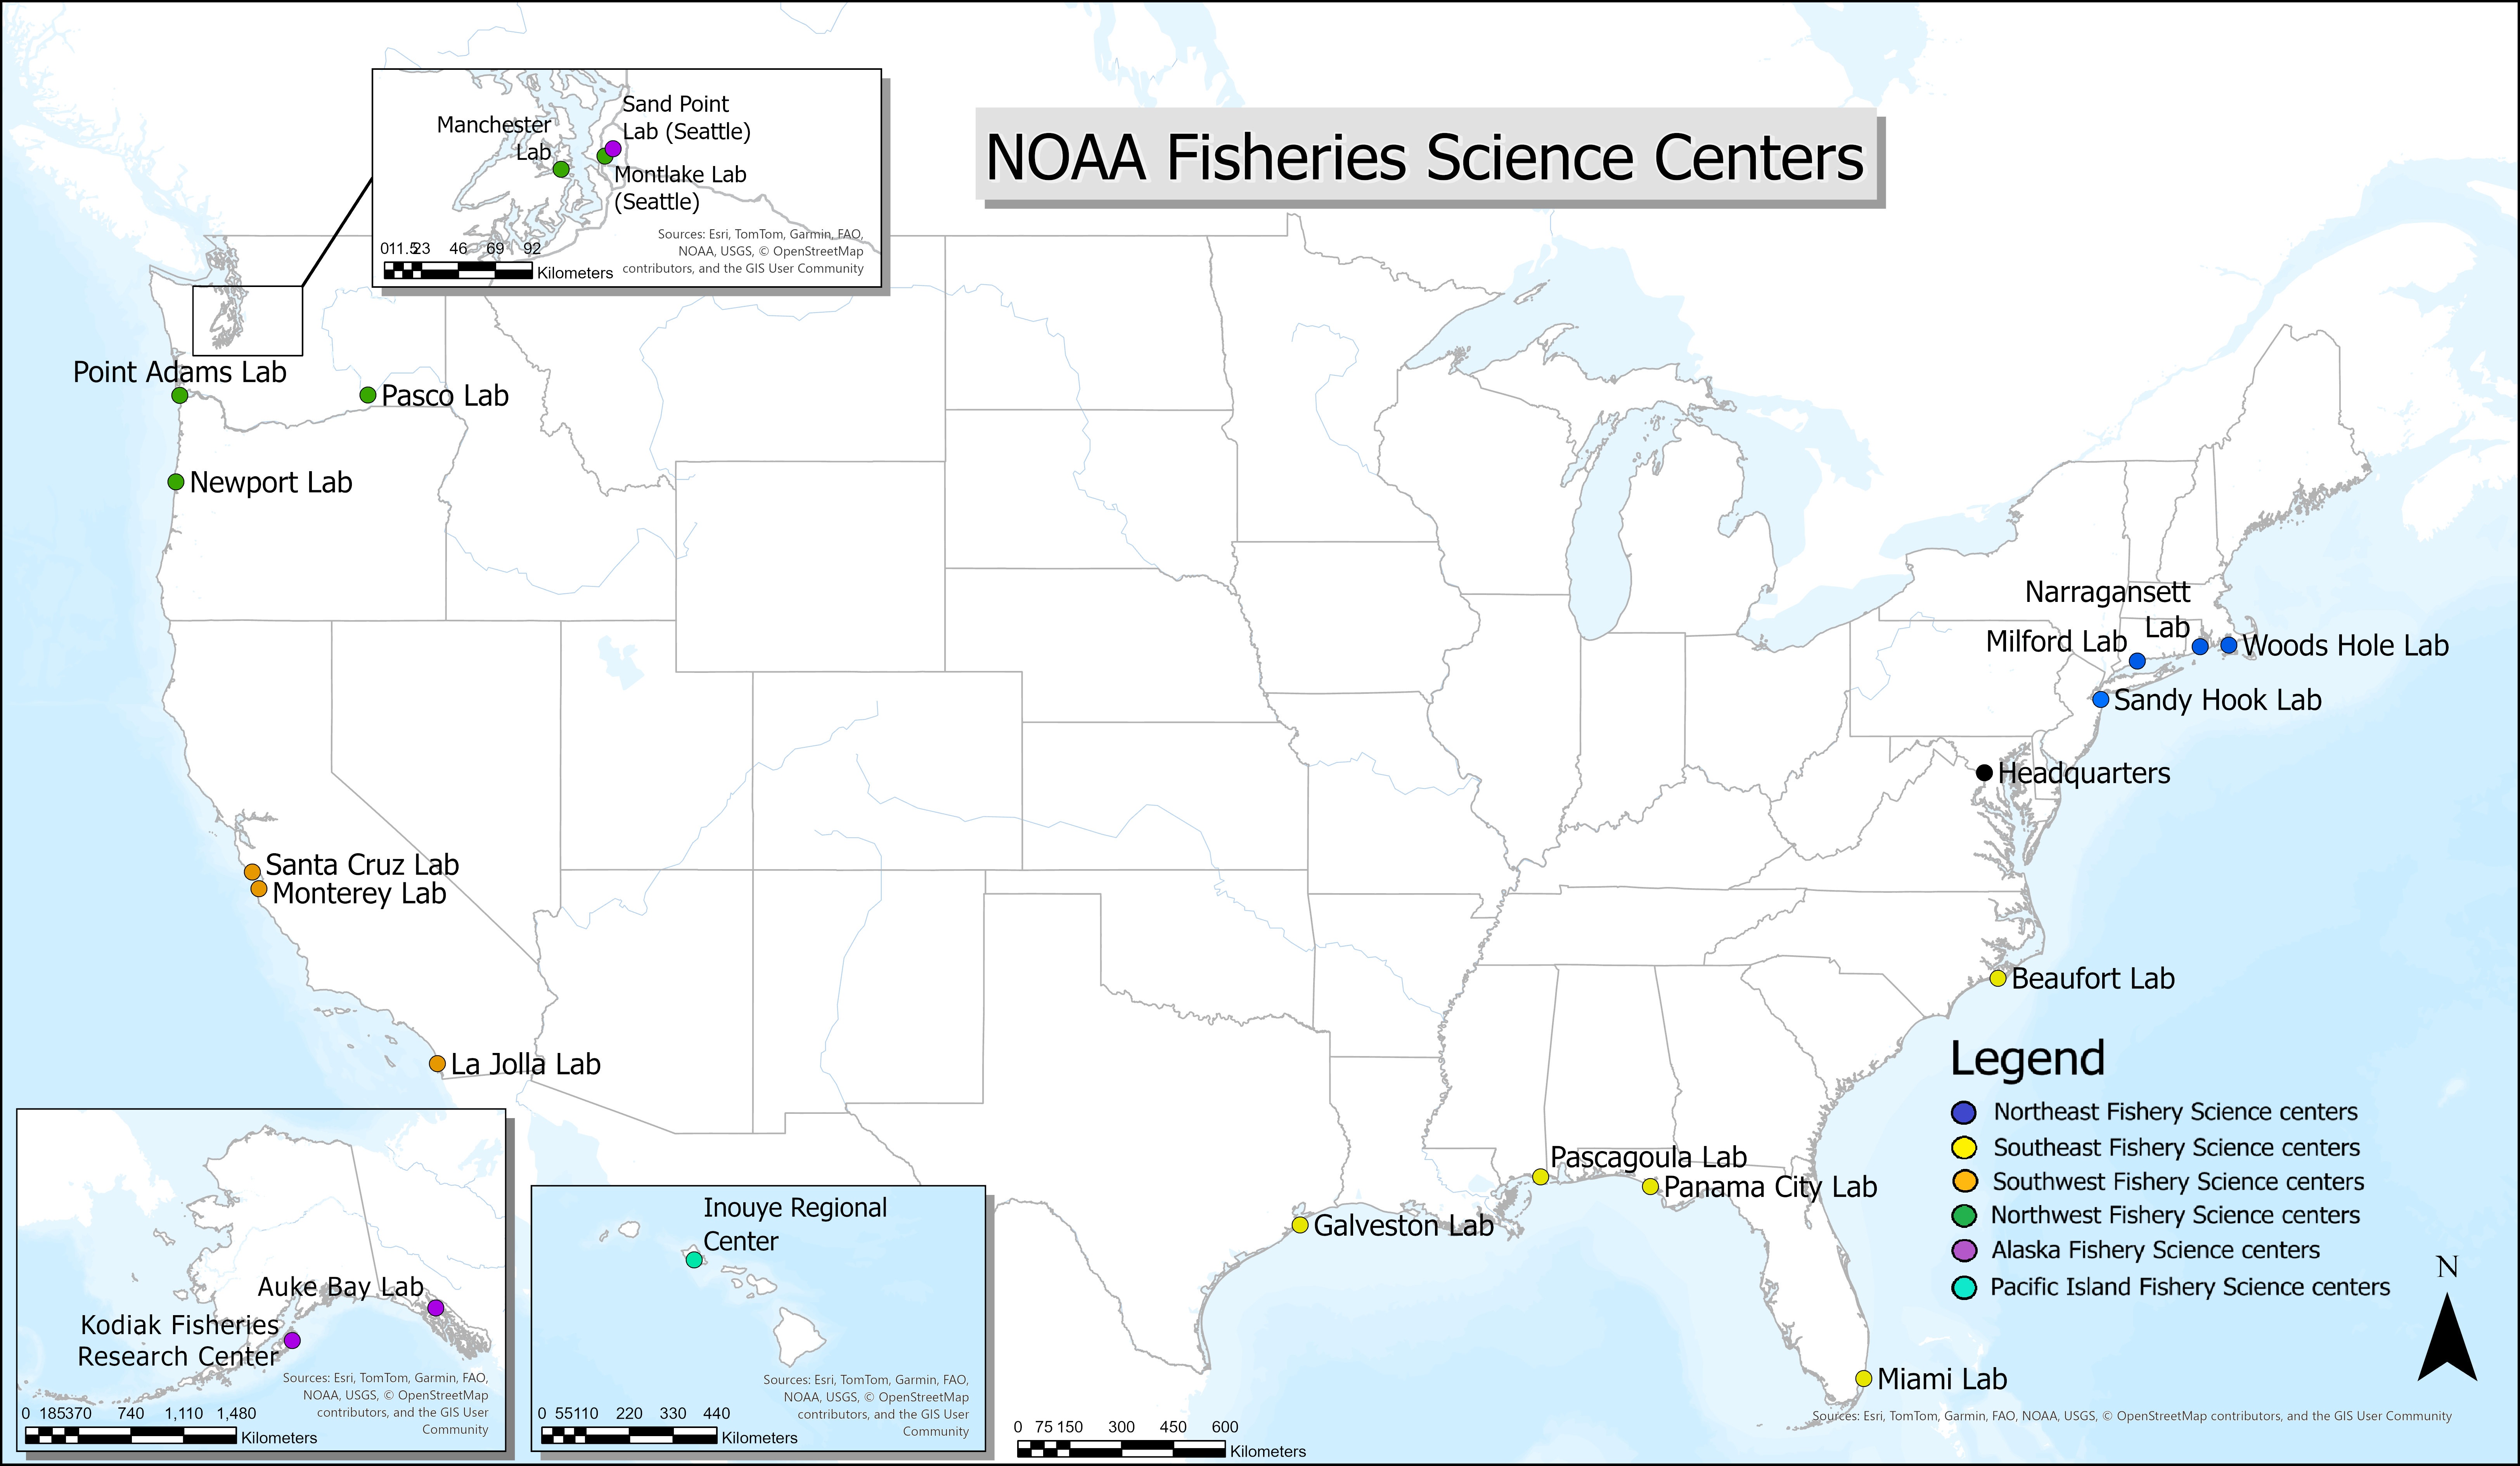 NOAA Fisheries Science Centers
Manchester
Lab
Sand Point
Lab (Seattle)
Montlake Lab
(Seattle)
Sources: Esri, TomTom, Garmin, FAO,
NOAA, USGS, © OpenStreetMap
contributors, and the GIS User Community
0 11.5 23 46 69 92
Kilometers
Point Adams Lab
Pasco Lab
Newport Lab
Narragansett
Lab
Milford Lab
Woods Hole Lab
Sandy Hook Lab
Headquarters
Santa Cruz Lab
Monterey Lab
La Jolla Lab
Beaufort Lab
Pascagoula Lab
Panama City Lab
Galveston Lab
Miami Lab
Legend
Northeast Fishery Science centers
Southeast Fishery Science centers
Southwest Fishery Science centers
Northwest Fishery Science centers
Alaska Fishery Science centers
Pacific Island Fishery Science centers
N
Auke Bay Lab
Kodiak Fisheries
Research Center
Sources: Esri, TomTom, Garmin, FAO,
NOAA, USGS, © OpenStreetMap
contributors, and the GIS User
Community
0 185 370 740 1,110 1,480
Kilometers
Inouye Regional
Center
Sources: Esri, TomTom, Garmin, FAO,
NOAA, USGS, © OpenStreetMap
contributors, and the GIS User
Community
0 55 110 220 330 440
Kilometers
0 75 150 300 450 600
Kilometers
Sources: Esri, TomTom, Garmin, FAO, NOAA, USGS, © OpenStreetMap contributors, and the GIS User Community